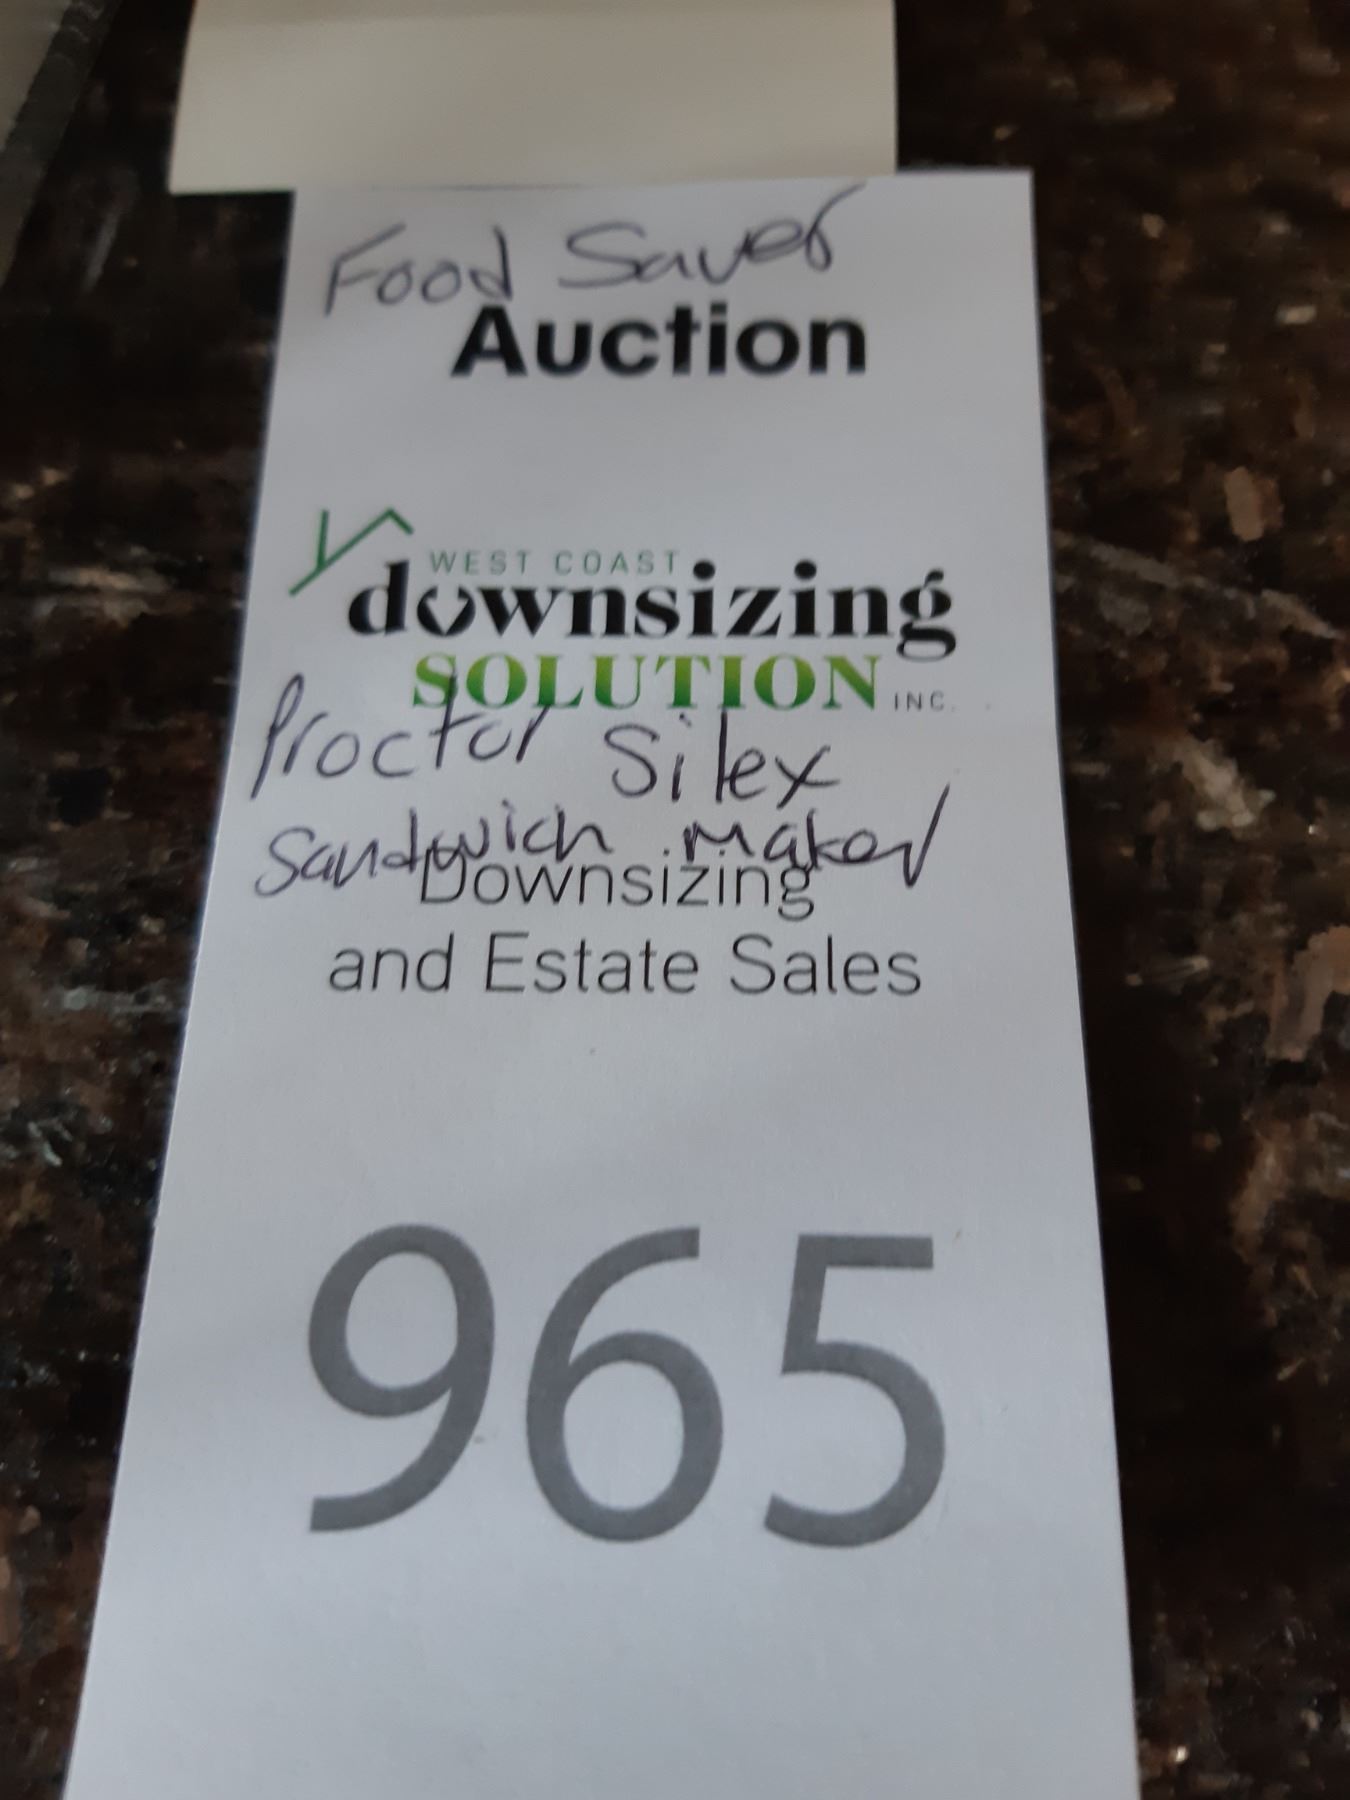 Food Saver
Auction
WEST COAST
downsizing
SOLUTION INC.
Proctor Silex
Sandwich maker
Downsizing
and Estate Sales
965